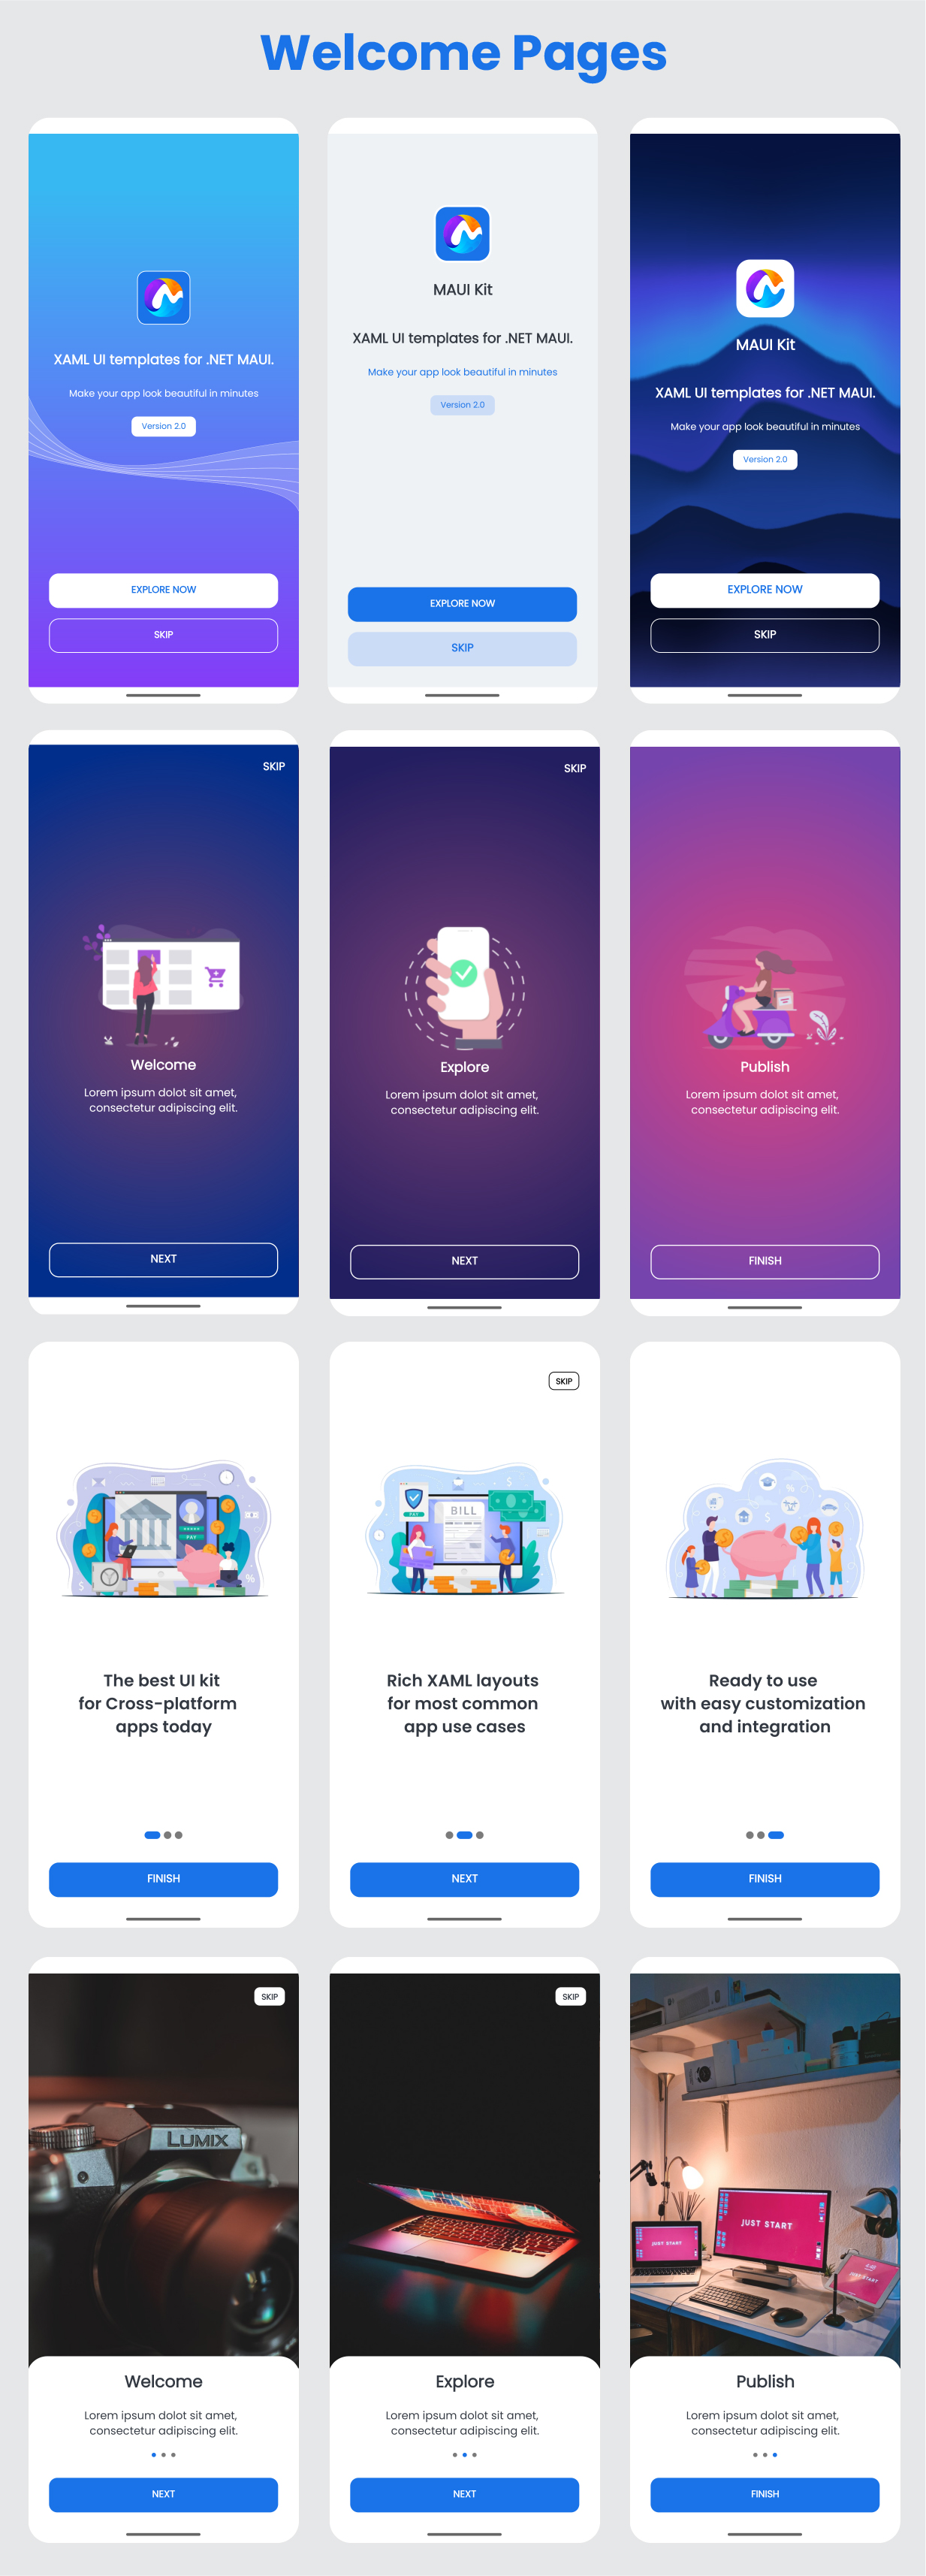 Welcome Pages
XAML UI templates for .NET MAUI.
Make your app look beautiful in minutes
Version 2.0
EXPLORE NOW
SKIP
MAUI Kit
XAML UI templates for .NET MAUI.
Make your app look beautiful in minutes
Version 2.0
EXPLORE NOW
SKIP
MAUI Kit
XAML UI templates for .NET MAUI.
Make your app look beautiful in minutes
Version 2.0
EXPLORE NOW
SKIP
SKIP
Welcome
Lorem ipsum dolot sit amet,
consectetur adipiscing elit.
NEXT
SKIP
Explore
Lorem ipsum dolot sit amet,
consectetur adipiscing elit.
NEXT
Publish
Lorem ipsum dolot sit amet,
consectetur adipiscing elit.
FINISH
PAY
$
%
The best UI kit
for Cross-platform
apps today
FINISH
SKIP
$
PAY
BILL
Rich XAML layouts
for most common
app use cases
NEXT
%
$
Ready to use
with easy customization
and integration
FINISH
SKIP
LUMIX
Welcome
Lorem ipsum dolot sit amet,
consectetur adipiscing elit.
NEXT
SKIP
Explore
Lorem ipsum dolot sit amet,
consectetur adipiscing elit.
NEXT
JUST START
JUST START
JUST START
Publish
Lorem ipsum dolot sit amet,
consectetur adipiscing elit.
FINISH